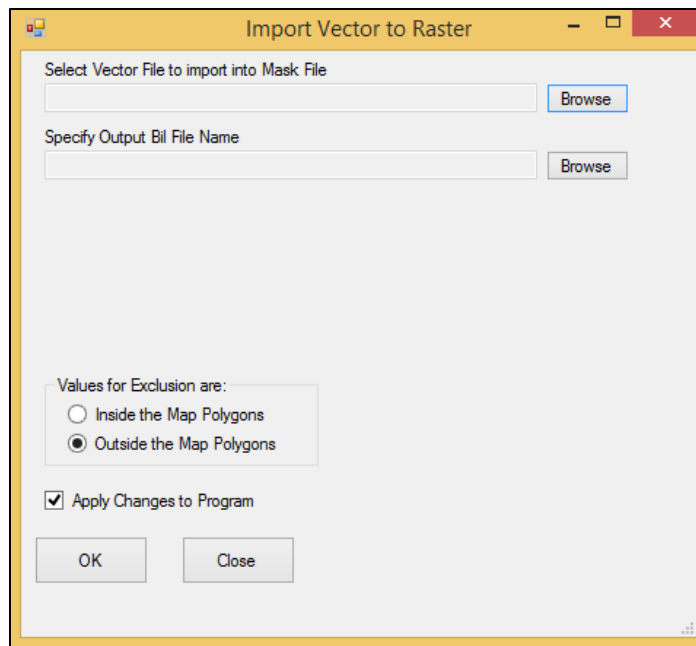 Import Vector to Raster
Select Vector File to import into Mask File
Browse
Specify Output Bil File Name
Browse
Values for Exclusion are:
Inside the Map Polygons
Outside the Map Polygons
Apply Changes to Program
OK
Close